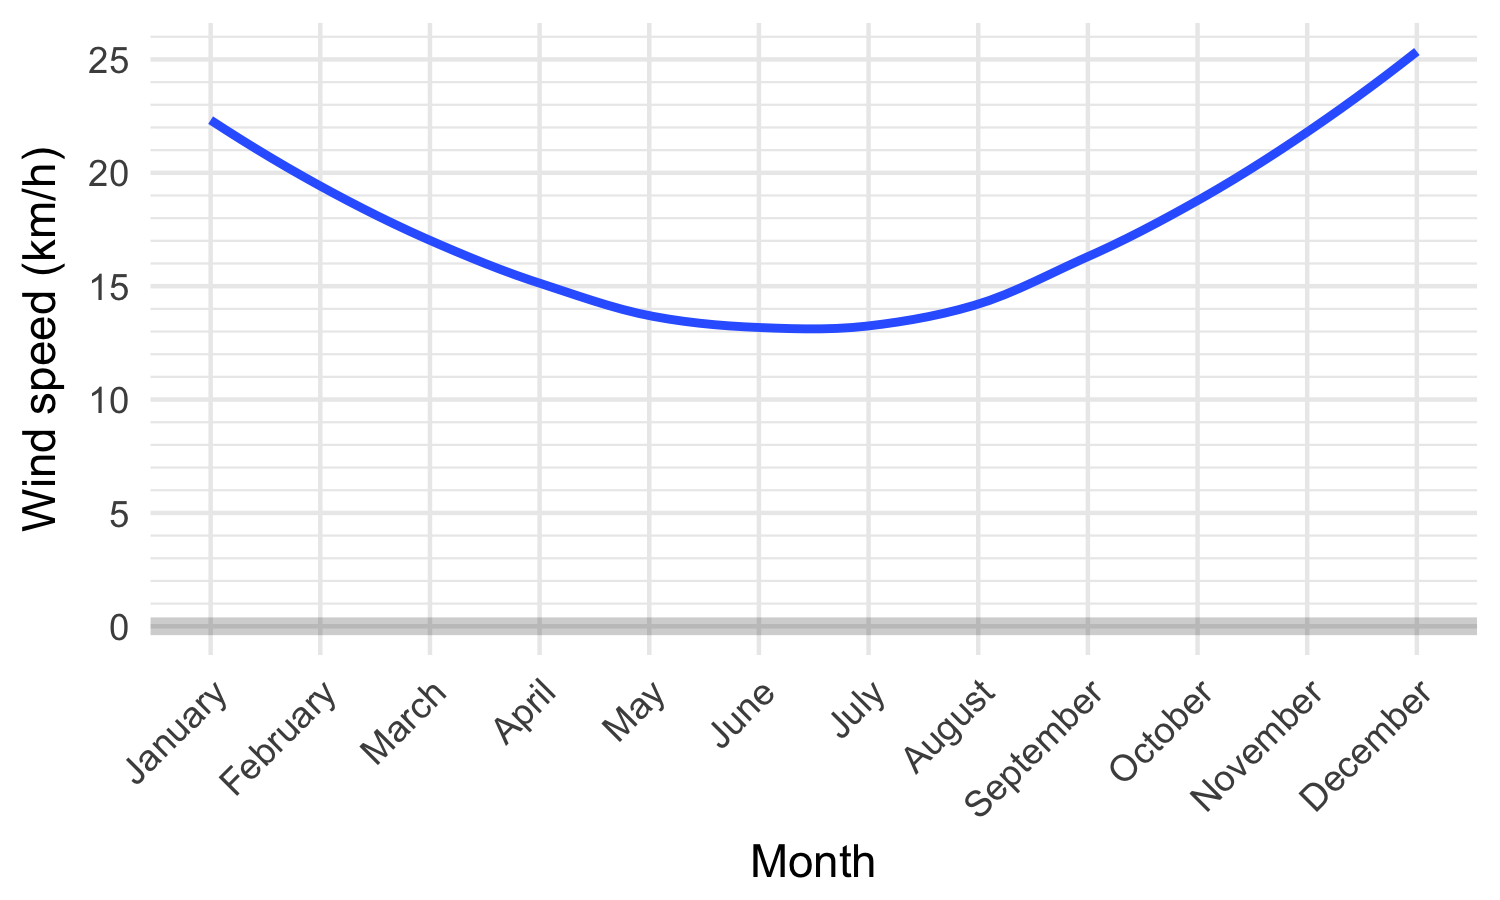 Wind speed (km/h)
25
20
15
10
5
0
January
February
March
April
May
June
July
August
September
October
November
December
Month